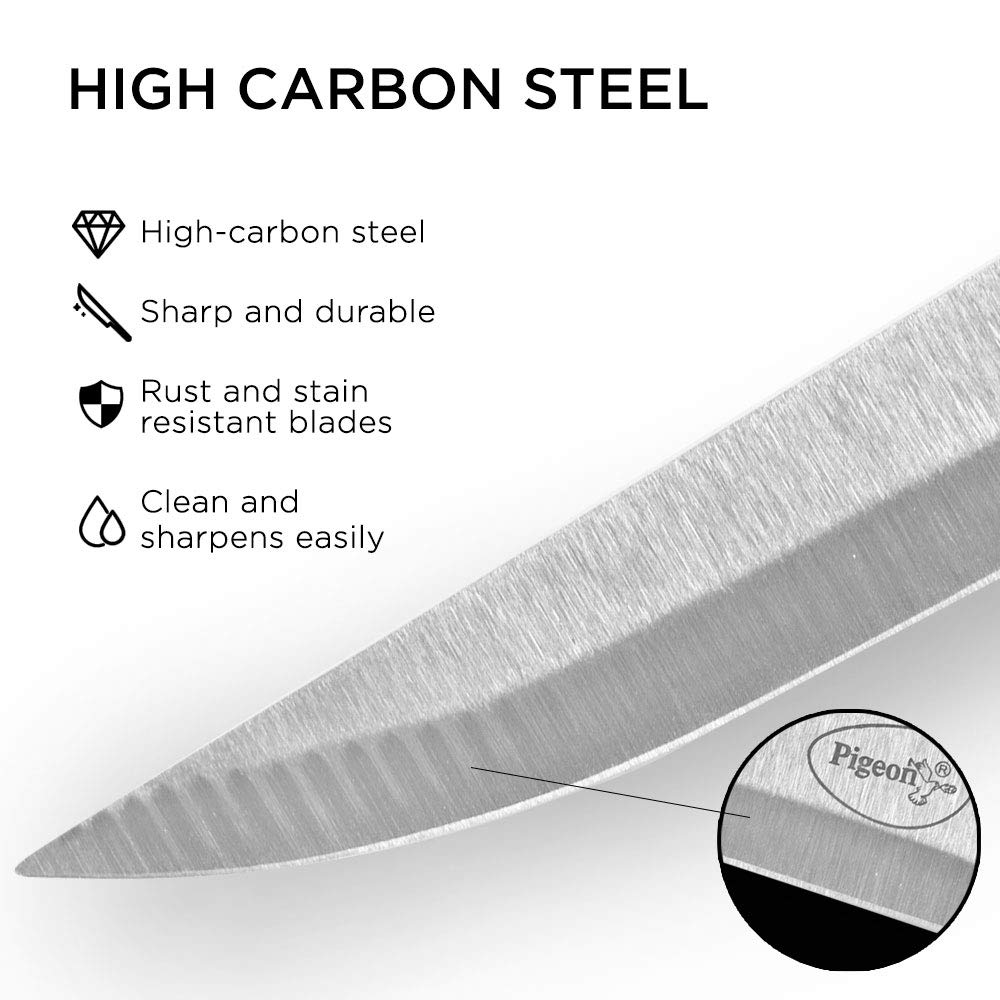 HIGH CARBON STEEL
High-carbon steel
Sharp and durable
Rust and stain
resistant blades
Clean and
sharpens easily
Pigeon®